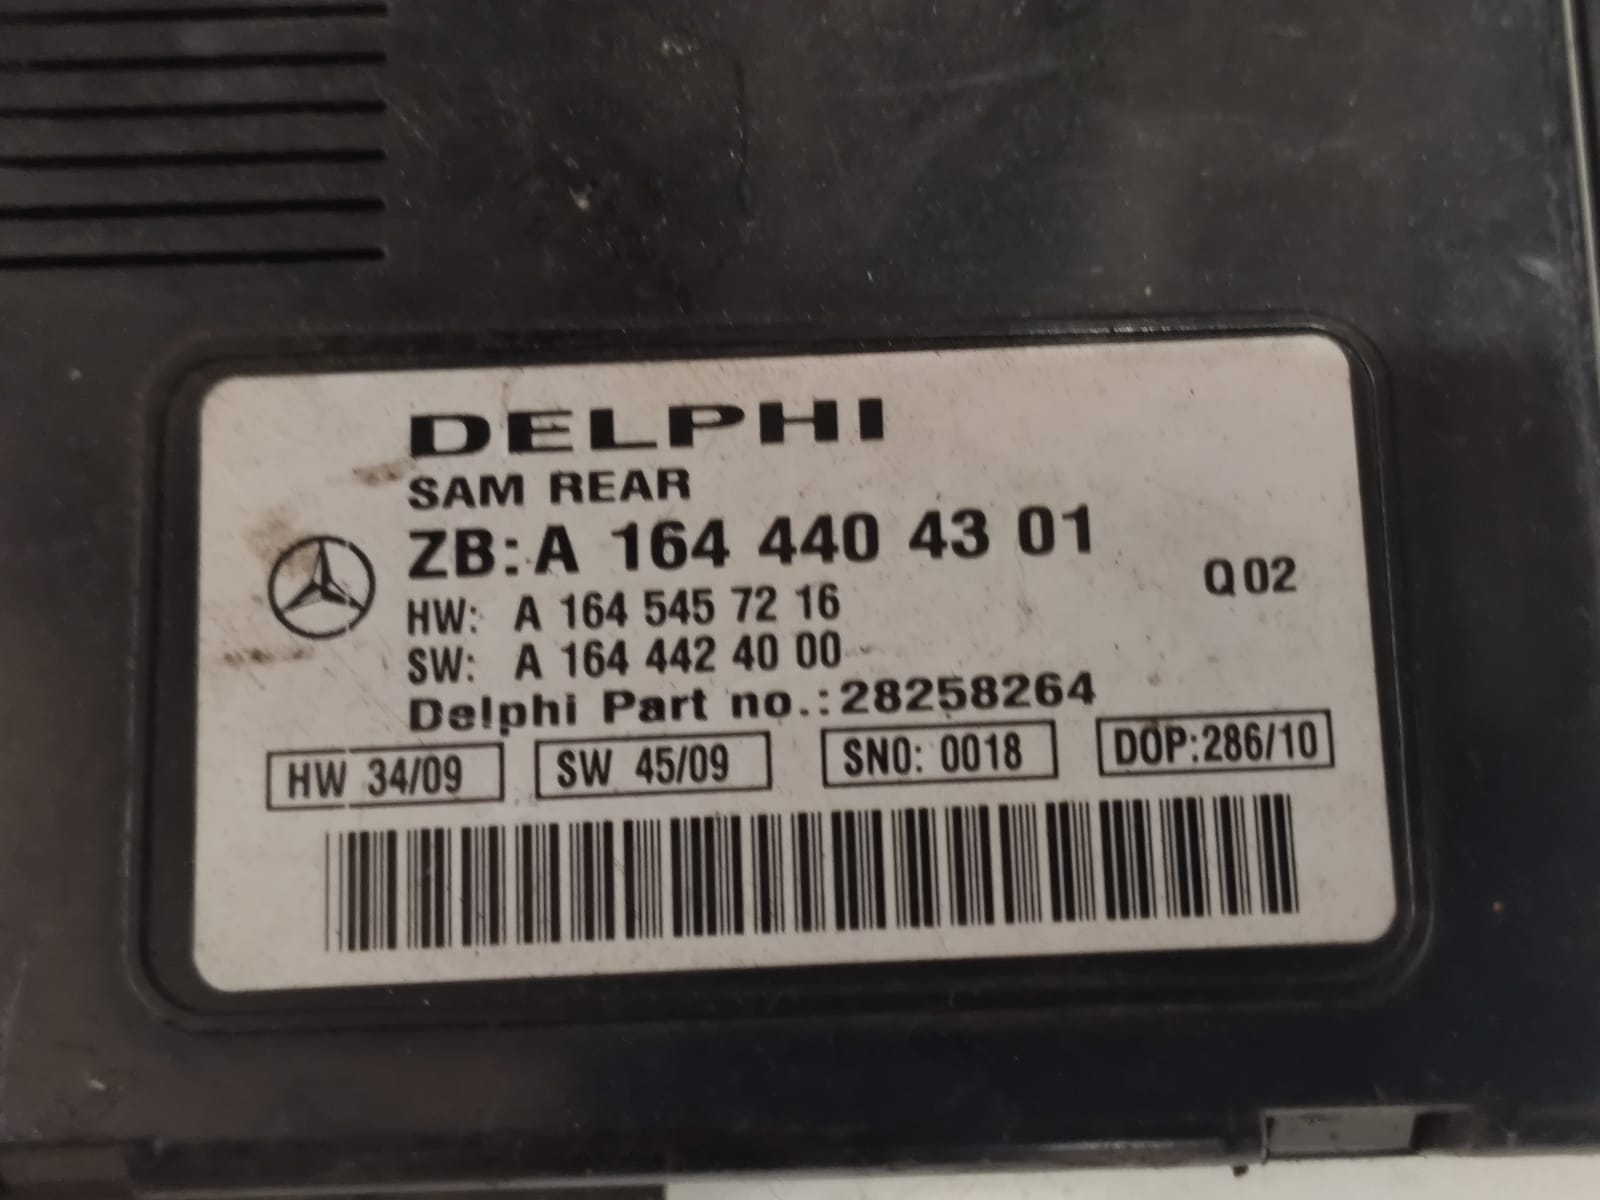 DELPHI
SAM REAR
ZB: A 164 440 43 01
Q02
HW: A 164 545 72 16
SW: A 164 442 40 00
Delphi Part no.:28258264
HW 34/09 SW 45/09 SNO: 0018 DOP:286/10